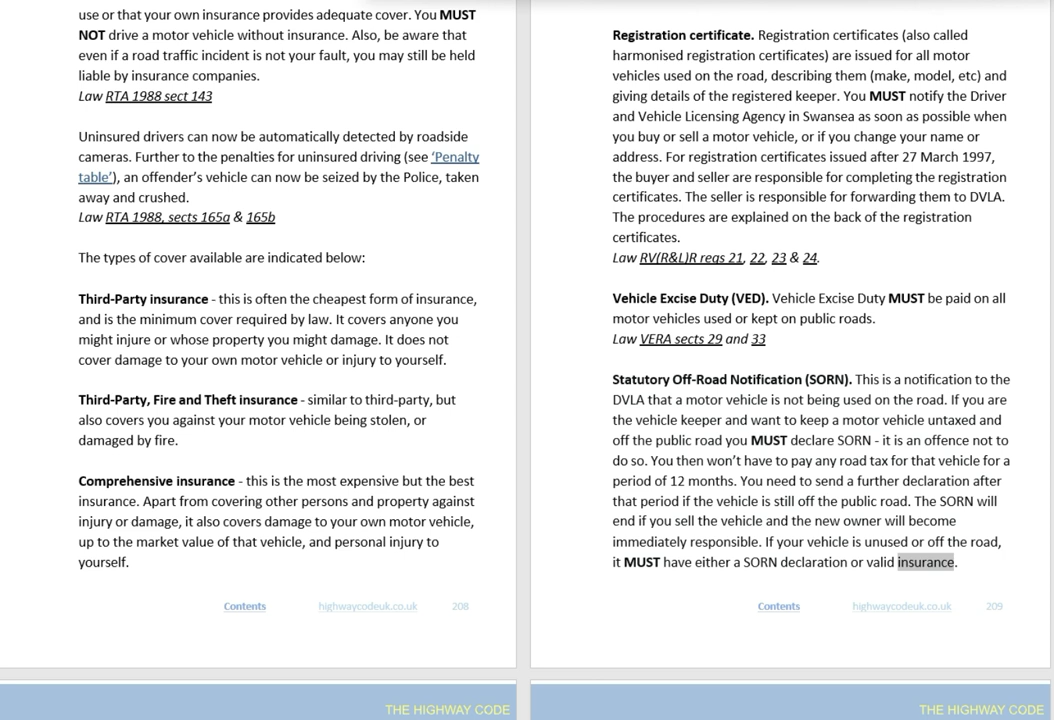 use or that your own insurance provides adequate cover. You MUST
NOT drive a motor vehicle without insurance. Also, be aware that
even if a road traffic incident is not your fault, you may still be held
liable by insurance companies.
Law RTA 1988 sect 143
Uninsured drivers can now be automatically detected by roadside
cameras. Further to the penalties for uninsured driving (see ‘Penalty
table’), an offender’s vehicle can now be seized by the Police, taken
away and crushed.
Law RTA 1988, sects 165a & 165b
The types of cover available are indicated below:
Third-Party insurance - this is often the cheapest form of insurance,
and is the minimum cover required by law. It covers anyone you
might injure or whose property you might damage. It does not
cover damage to your own motor vehicle or injury to yourself.
Third-Party, Fire and Theft insurance - similar to third-party, but
also covers you against your motor vehicle being stolen, or
damaged by fire.
Comprehensive insurance - this is the most expensive but the best
insurance. Apart from covering other persons and property against
injury or damage, it also covers damage to your own motor vehicle,
up to the market value of that vehicle, and personal injury to
yourself.
Contents highwaycodeuk.co.uk 208
THE HIGHWAY CODE
Registration certificate. Registration certificates (also called
harmonised registration certificates) are issued for all motor
vehicles used on the road, describing them (make, model, etc) and
giving details of the registered keeper. You MUST notify the Driver
and Vehicle Licensing Agency in Swansea as soon as possible when
you buy or sell a motor vehicle, or if you change your name or
address. For registration certificates issued after 27 March 1997,
the buyer and seller are responsible for completing the registration
certificates. The seller is responsible for forwarding them to DVLA.
The procedures are explained on the back of the registration
certificates.
Law RV(R&L)R regs 21, 22, 23 & 24.
Vehicle Excise Duty (VED). Vehicle Excise Duty MUST be paid on all
motor vehicles used or kept on public roads.
Law VERA sects 29 and 33
Statutory Off-Road Notification (SORN). This is a notification to the
DVLA that a motor vehicle is not being used on the road. If you are
the vehicle keeper and want to keep a motor vehicle untaxed and
off the public road you MUST declare SORN - it is an offence not to
do so. You then won’t have to pay any road tax for that vehicle for a
period of 12 months. You need to send a further declaration after
that period if the vehicle is still off the public road. The SORN will
end if you sell the vehicle and the new owner will become
immediately responsible. If your vehicle is unused or off the road,
it MUST have either a SORN declaration or valid insurance.
Contents highwaycodeuk.co.uk 209
THE HIGHWAY CODE